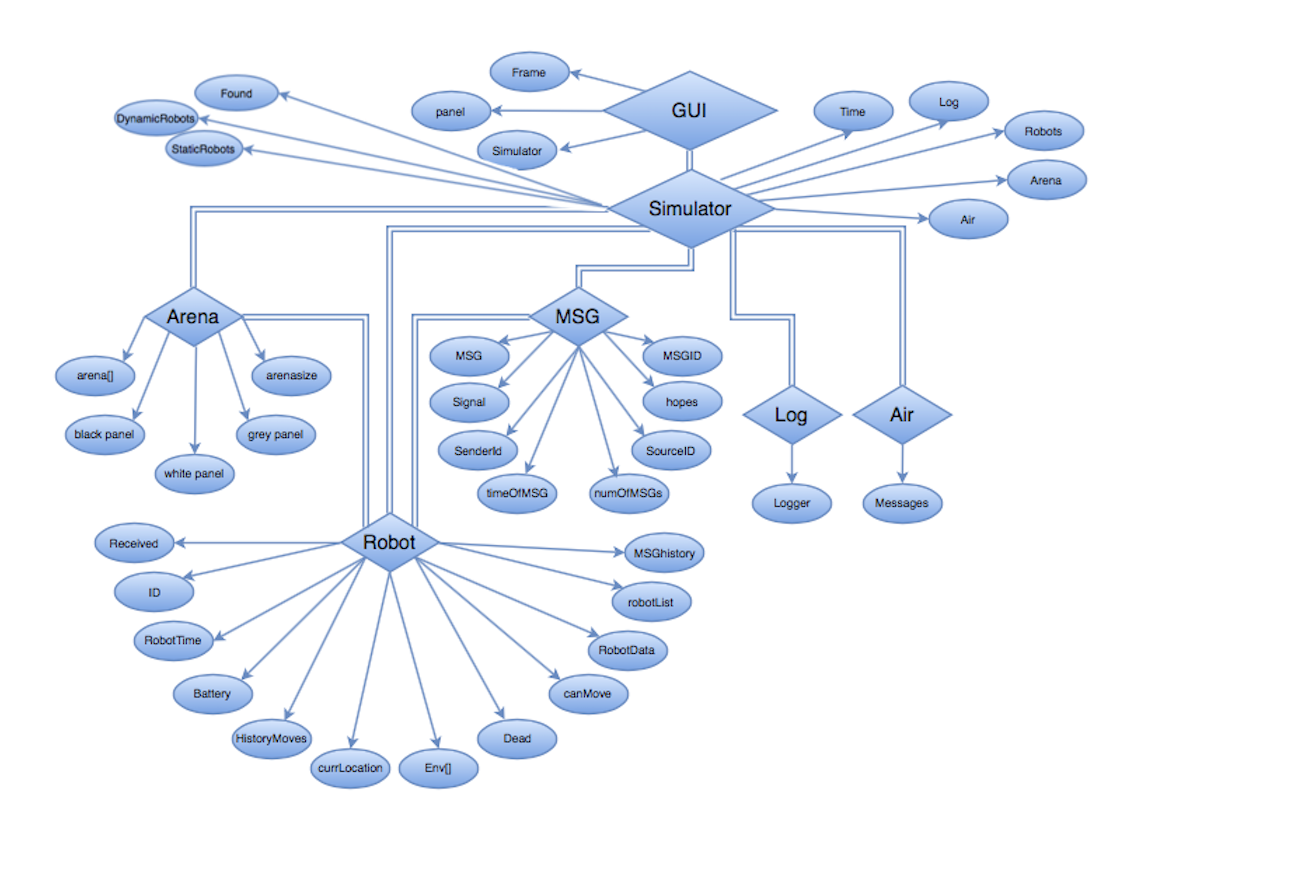 Frame
GUI
Found
panel
Time
Log
DynamicRobots
Robots
StaticRobots
Simulator
Arena
Simulator
Air
Arena
MSG
MSG
MSGID
arena[]
arenasize
Signal
hopes
Log
Air
black panel
grey panel
SenderId
SourceID
white panel
timeOfMSG
numOfMSGs
Logger
Messages
Received
Robot
MSGhistory
ID
robotList
RobotTime
RobotData
Battery
canMove
HistoryMoves
Dead
currLocation
Env[]